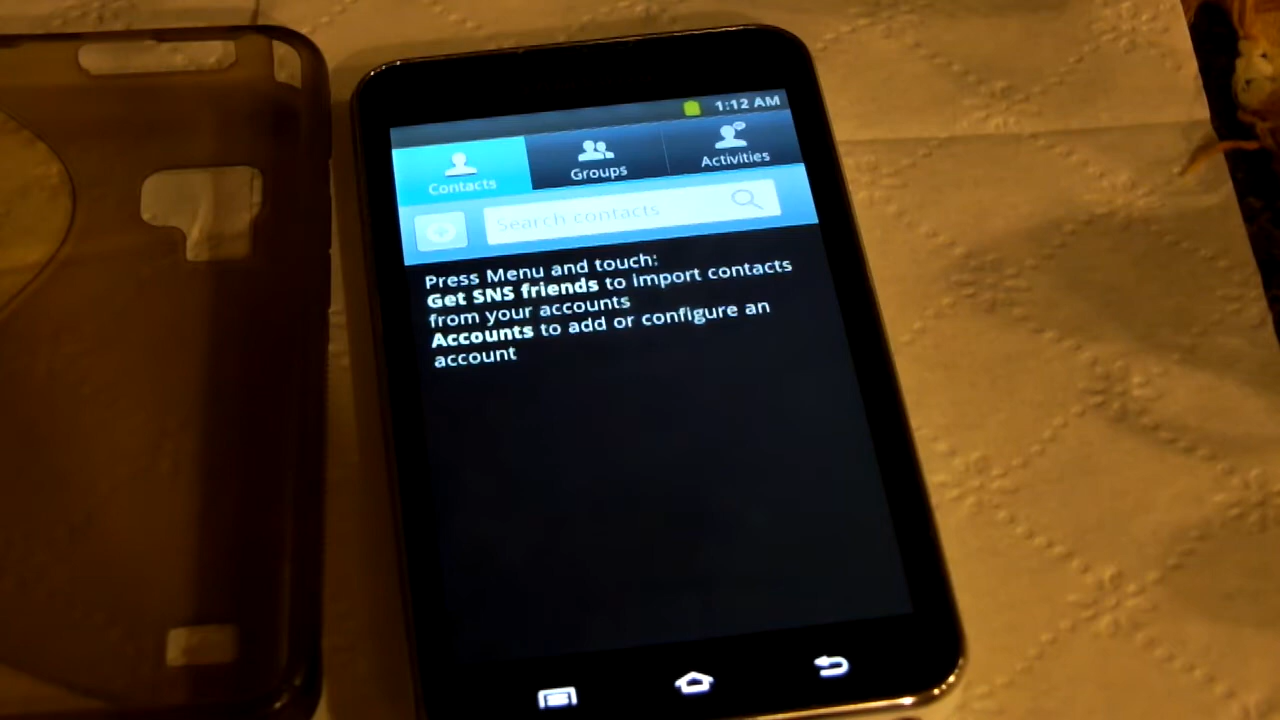 1:12 AM
Contacts
Groups
Activities
Search contacts
Press Menu and touch:
Get SNS friends to import contacts
from your accounts
Accounts to add or configure an
account